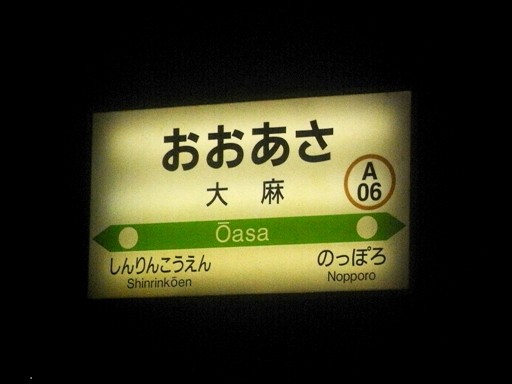 おおあさ
大 麻
A
06
Ōasa
しんりんこうえん
Shinrinkōen
のっぽろ
Nopporo